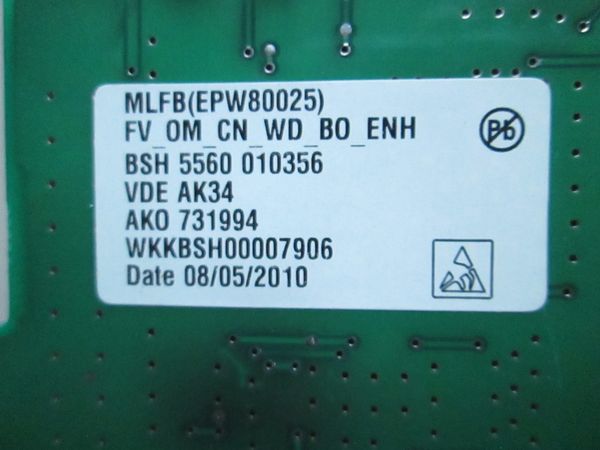 MLFB(EPW80025)
FV_OM_CN_WD_BO_ENH
BSH 5560 010356
VDE AK34
AKO 731994
WKKBSH00007906
Date 08/05/2010
Pb